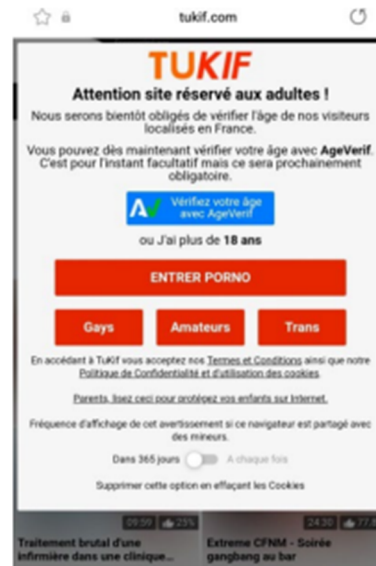 tukif.com
TUKIF
Attention site réservé aux adultes !
Nous serons bientôt obligés de vérifier l'âge de nos visiteurs
localisés en France.
Vous pouvez dès maintenant vérifier votre âge avec AgeVerif.
C'est pour l'instant facultatif mais ce sera prochainement
obligatoire.
Vérifiez votre âge
avec AgeVerif
ou J'ai plus de 18 ans
ENTRER PORNO
Gays Amateurs Trans
En accédant à TuKif vous acceptez nos Termes et Conditions ainsi que notre
Politique de Confidentialité et d'utilisation des cookies.
Parents, lisez ceci pour protégez vos enfants sur Internet.
Fréquence d'affichage de cet avertissement si ce navigateur est partagé avec
des mineurs.
Dans 365 jours A chaque fois
Supprimer cette option en effaçant les Cookies
09:59 25% 24:30 77.8
Traitement brutal d'une
infirmière dans une clinique...
Extreme CFNM - Soirée
gangbang au bar